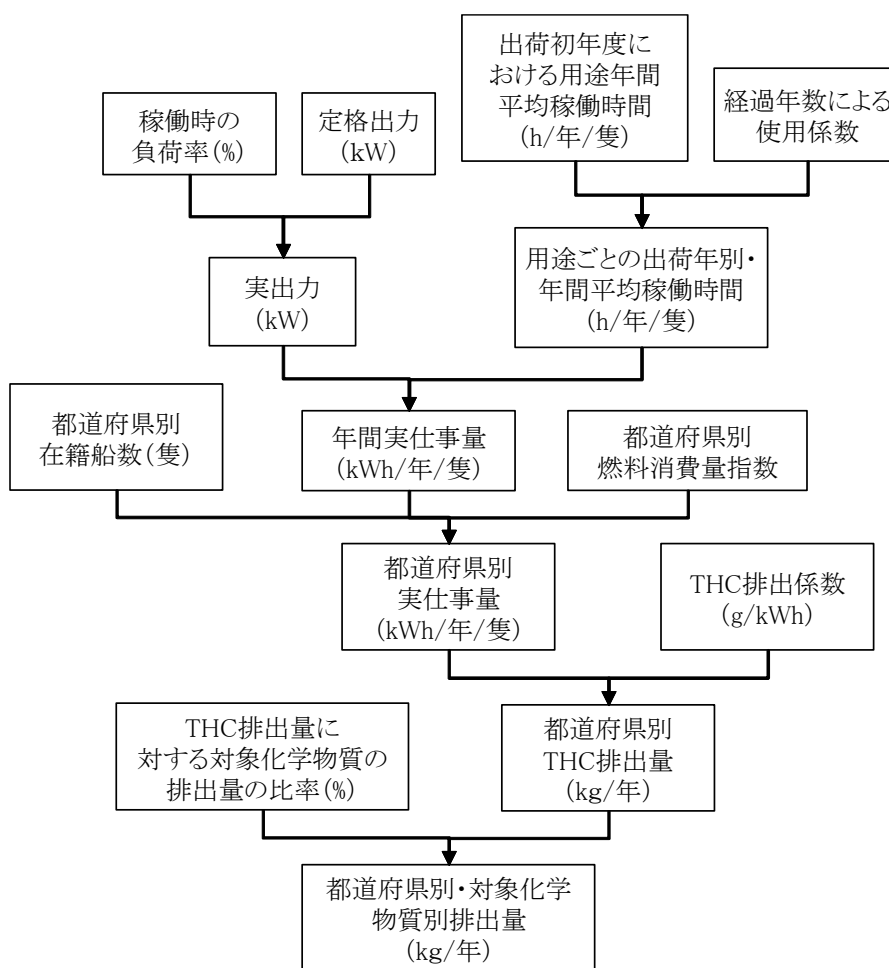 稼働時の
負荷率(%)
定格出力
(kW)
出荷初年度に
おける用途年間
平均稼働時間
(h/年/隻)
経過年数による
使用係数
実出力
(kW)
用途ごとの出荷年別・
年間平均稼働時間
(h/年/隻)
都道府県別
在籍船数(隻)
年間実仕事量
(kWh/年/隻)
都道府県別
燃料消費量指数
都道府県別
実仕事量
(kWh/年/隻)
THC排出係数
(g/kWh)
THC排出量に
対する対象化学物質の
排出量の比率(%)
都道府県別
THC排出量
(kg/年)
都道府県別・対象化学
物質別排出量
(kg/年)